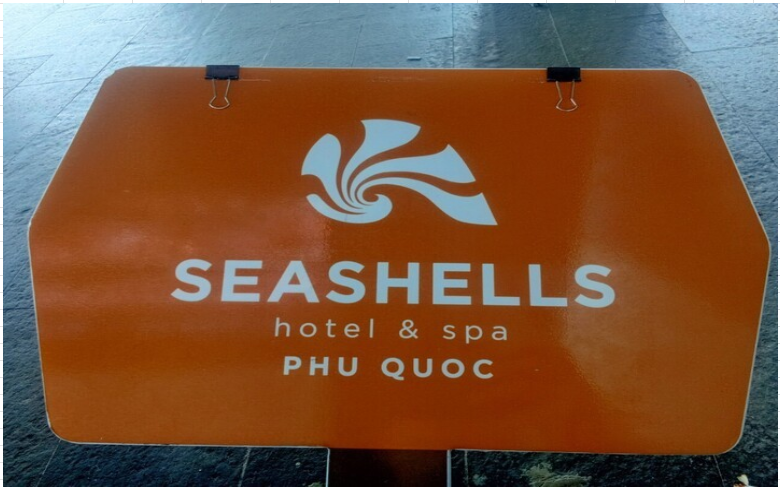 SEASHELLS
hotel & spa
PHU QUOC